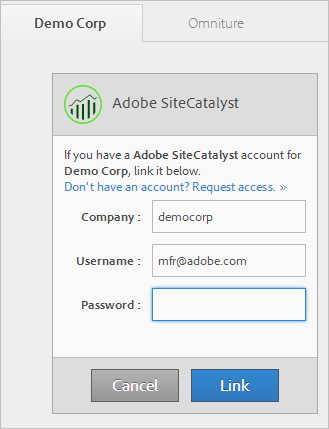 Demo Corp Omniture
Adobe SiteCatalyst
If you have a Adobe SiteCatalyst account for
Demo Corp, link it below.
Don't have an account? Request access. »
Company : democorp
Username : mfr@adobe.com
Password :
Cancel Link